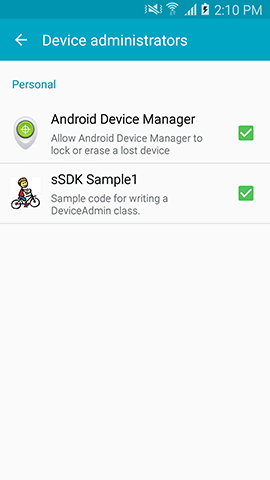 2:10 PM
Device administrators
Personal
Android Device Manager
Allow Android Device Manager to
lock or erase a lost device
sSDK Sample1
Sample code for writing a
DeviceAdmin class.